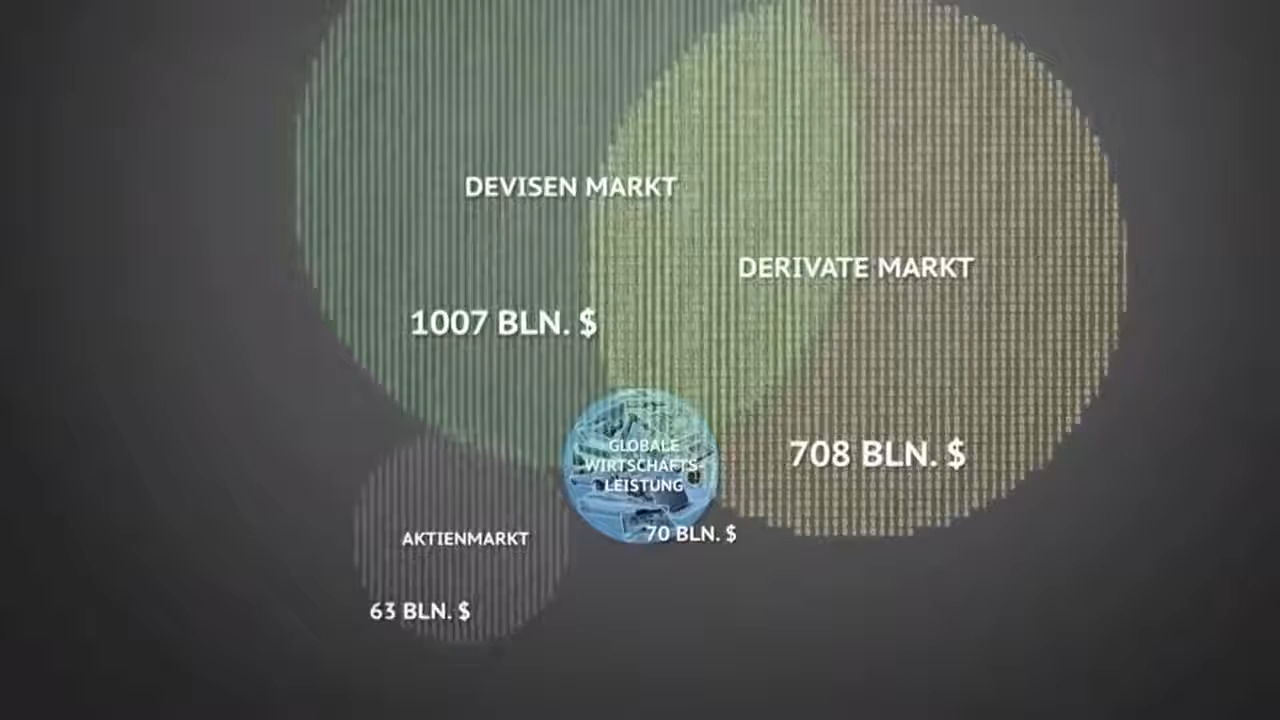 DEVISEN MARKT
1007 BLN. $
DERIVATE MARKT
708 BLN. $
GLOBALE
WIRTSCHAFTS-
LEISTUNG
70 BLN. $
AKTIENMARKT
63 BLN. $